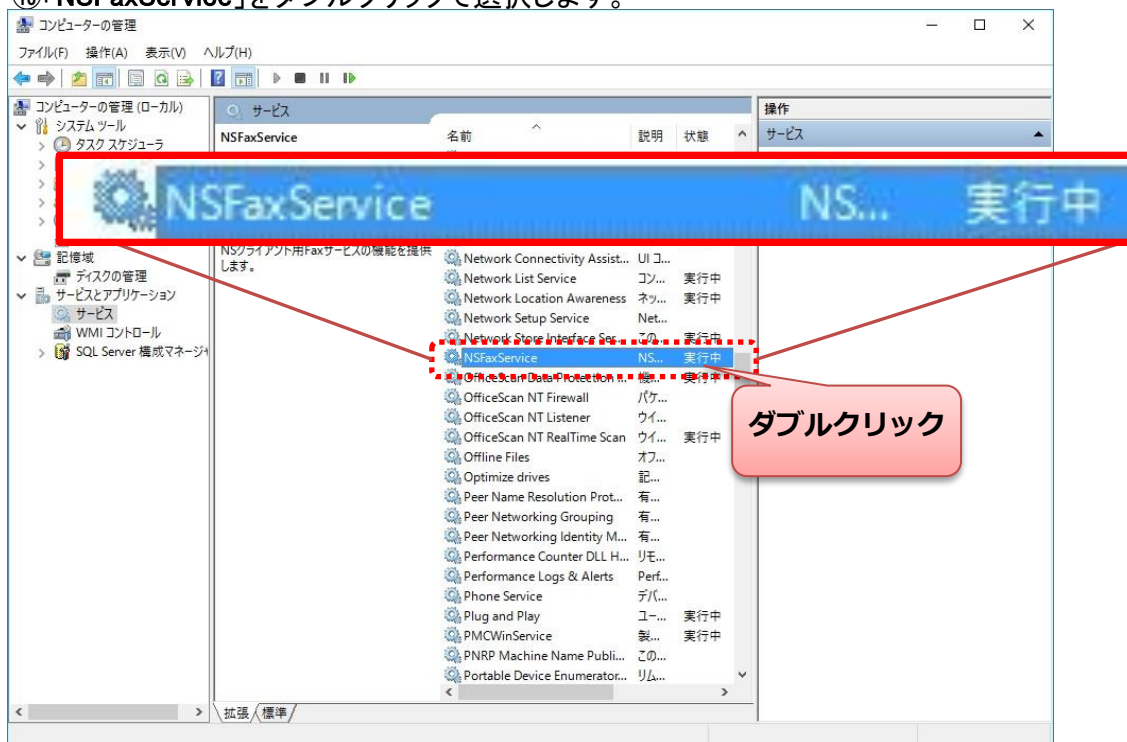 NSFaxService」をダブルクリックで選択します。
コンピューターの管理
ファイル(F) 操作(A) 表示(V) ヘルプ(H)
コンピューターの管理 (ローカル)
システム ツール
タスク スケジューラ
記憶域
ディスクの管理
サービスとアプリケーション
サービス
WMI コントロール
SQL Server 構成マネージャ
サービス
NSFaxService
NSクライアント用Faxサービスの機能を提供
します。
名前 説明 状態
NSFaxService NS... 実行中
Network Connectivity Assist... UI コ...
Network List Service コン... 実行中
Network Location Awareness ネッ... 実行中
Network Setup Service Net...
Network Store Interface Ser... この... 実行中
NSFaxService NS... 実行中
OfficeScan Data Protection ... 機... 実行中
OfficeScan NT Firewall パケ...
OfficeScan NT Listener ウイ...
OfficeScan NT RealTime Scan ウイ... 実行中
Offline Files オフ...
Optimize drives 記...
Peer Name Resolution Prot... 有...
Peer Networking Grouping 有...
Peer Networking Identity M... 有...
Performance Counter DLL H... リモ...
Performance Logs & Alerts Perf...
Phone Service デバ...
Plug and Play ユー... 実行中
PMCWinService 製... 実行中
PNRP Machine Name Publi... この...
Portable Device Enumerator... リム...
拡張 標準
操作
サービス
ダブルクリック